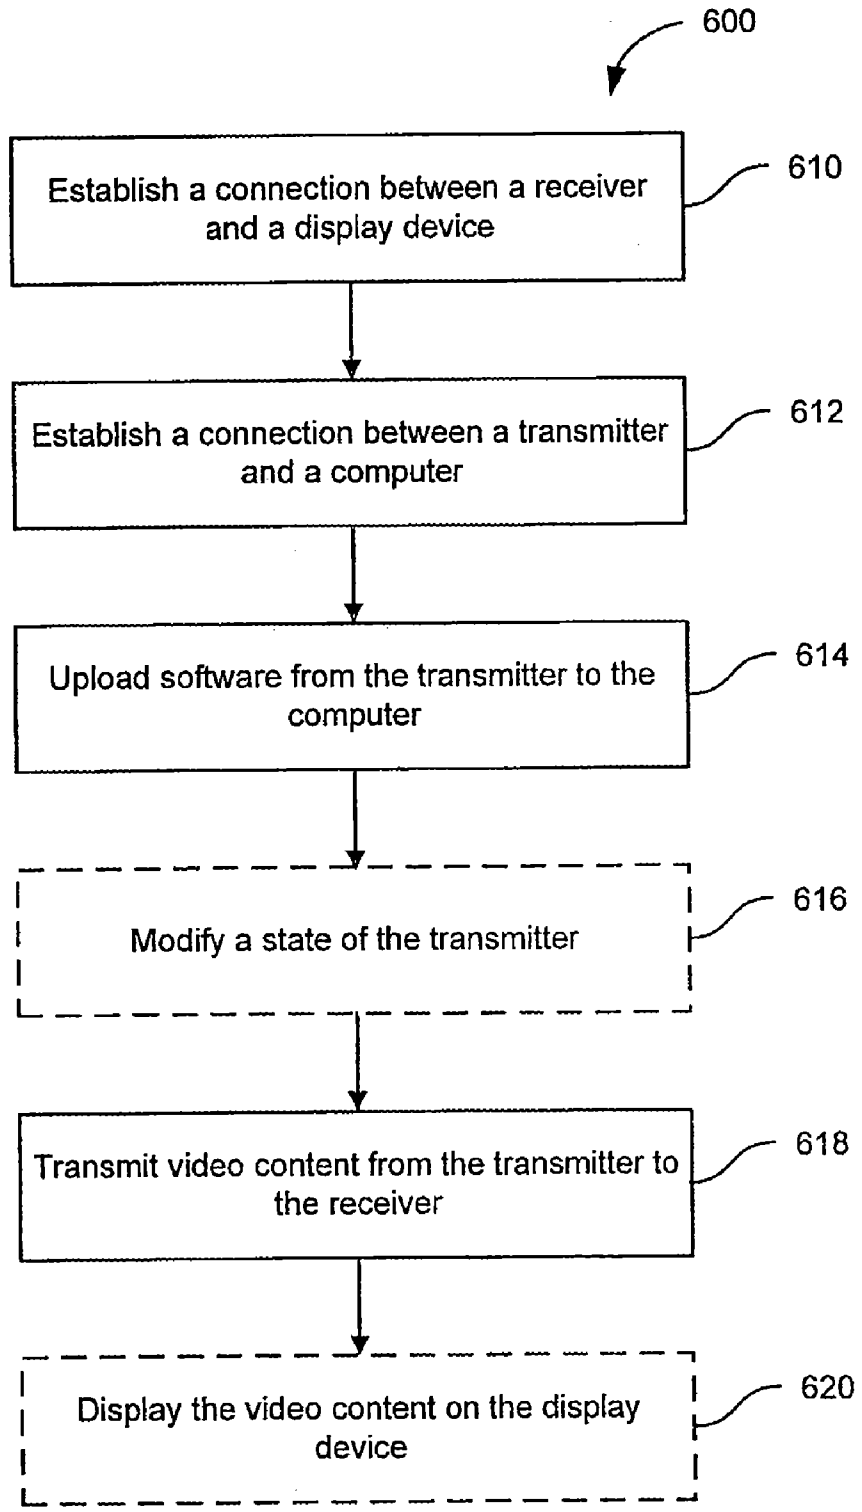 600
Establish a connection between a receiver
and a display device
610
Establish a connection between a transmitter
and a computer
612
Upload software from the transmitter to the
computer
614
Modify a state of the transmitter
616
Transmit video content from the transmitter to
the receiver
618
Display the video content on the display
device
620